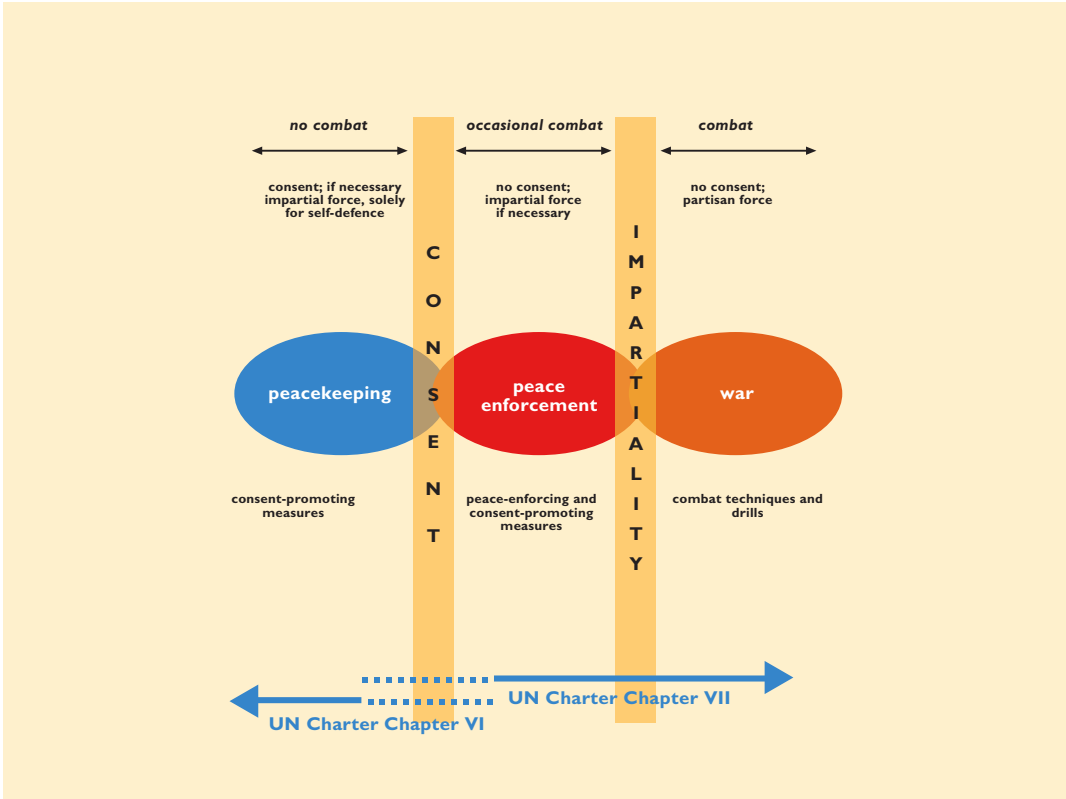 no combat
occasional combat
combat
consent; if necessary
impartial force, solely
for self-defence
no consent;
impartial force
if necessary
no consent;
partisan force
C
O
N
S
E
N
T
I
M
P
A
R
T
I
A
L
I
T
Y
peacekeeping
peace
enforcement
war
consent-promoting
measures
peace-enforcing and
consent-promoting
measures
combat techniques and
drills
UN Charter Chapter VII
UN Charter Chapter VI